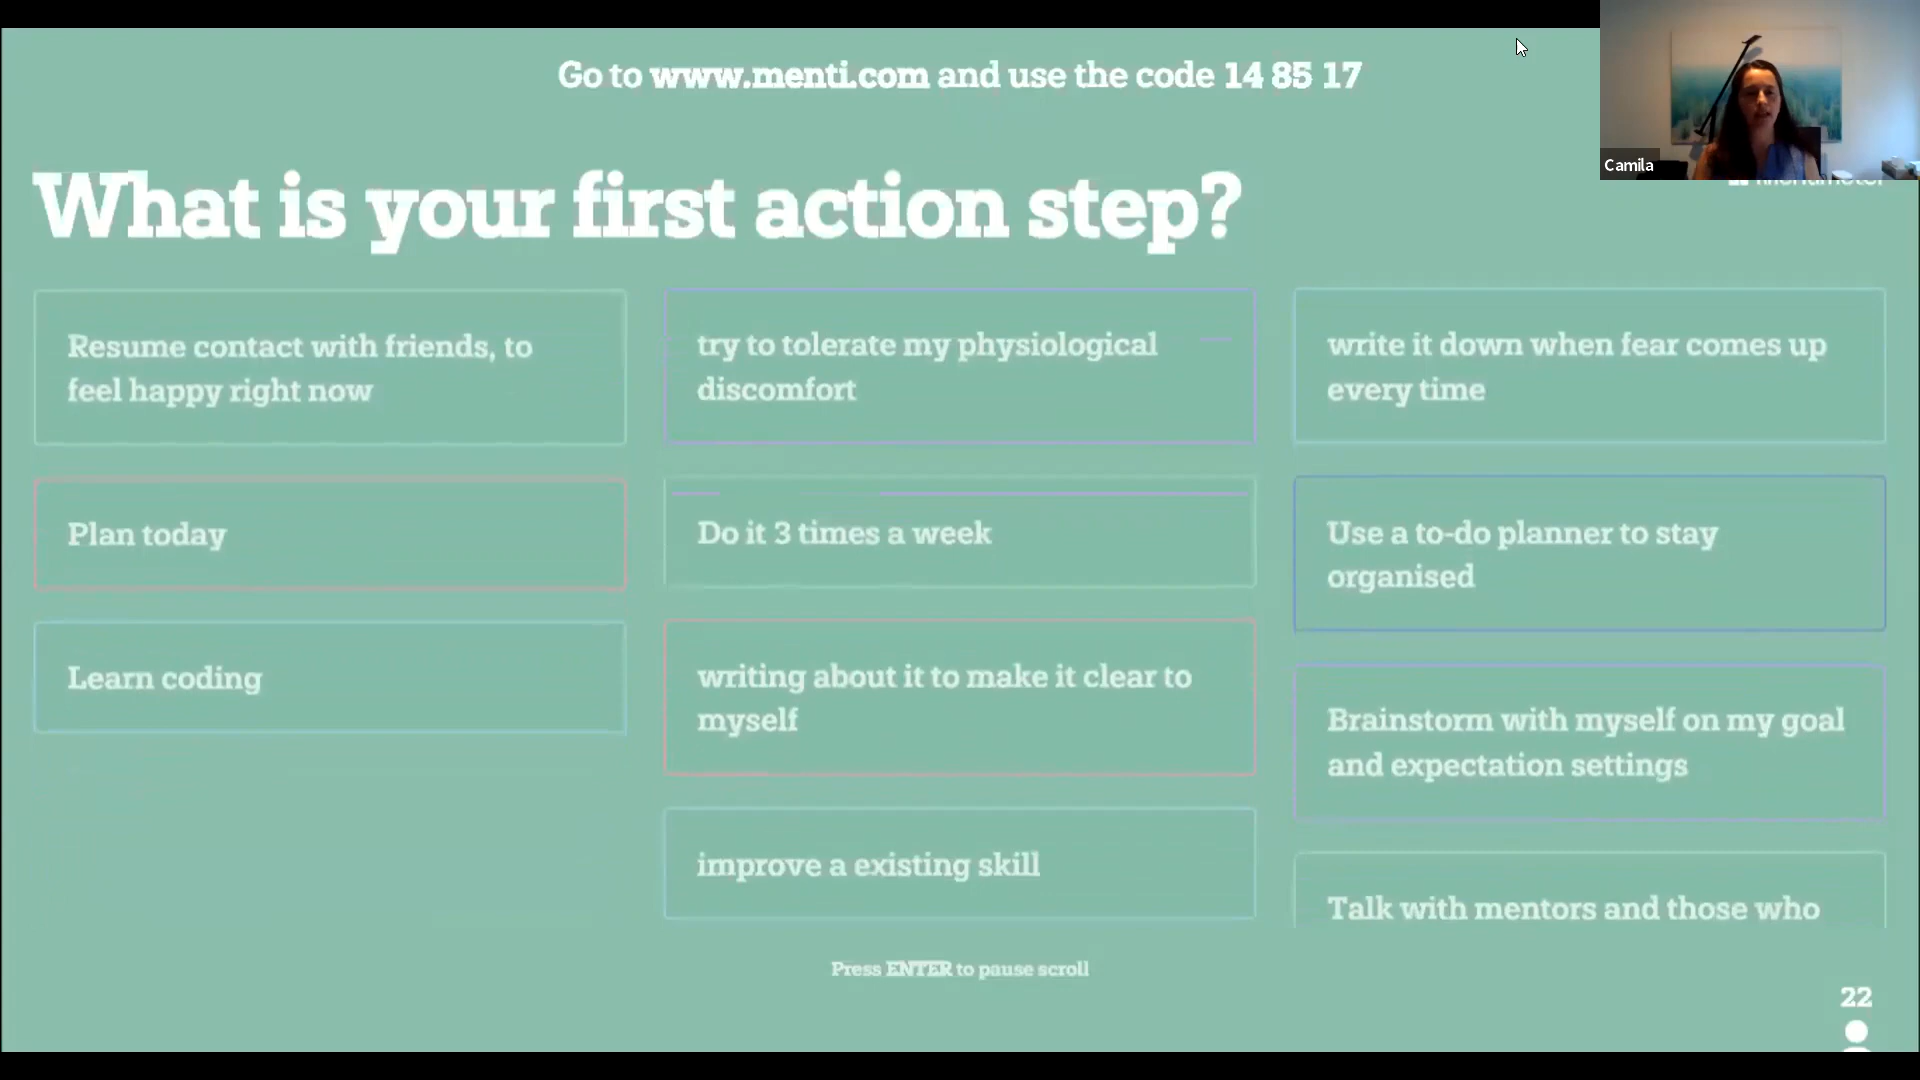 Go to www.menti.com and use the code 14 85 17
Camila
What is your first action step?
Resume contact with friends, to
feel happy right now
Plan today
Learn coding
try to tolerate my physiological
discomfort
Do it 3 times a week
writing about it to make it clear to
myself
improve a existing skill
write it down when fear comes up
every time
Use a to-do planner to stay
organised
Brainstorm with myself on my goal
and expectation settings
Talk with mentors and those who
Press ENTER to pause scroll
22